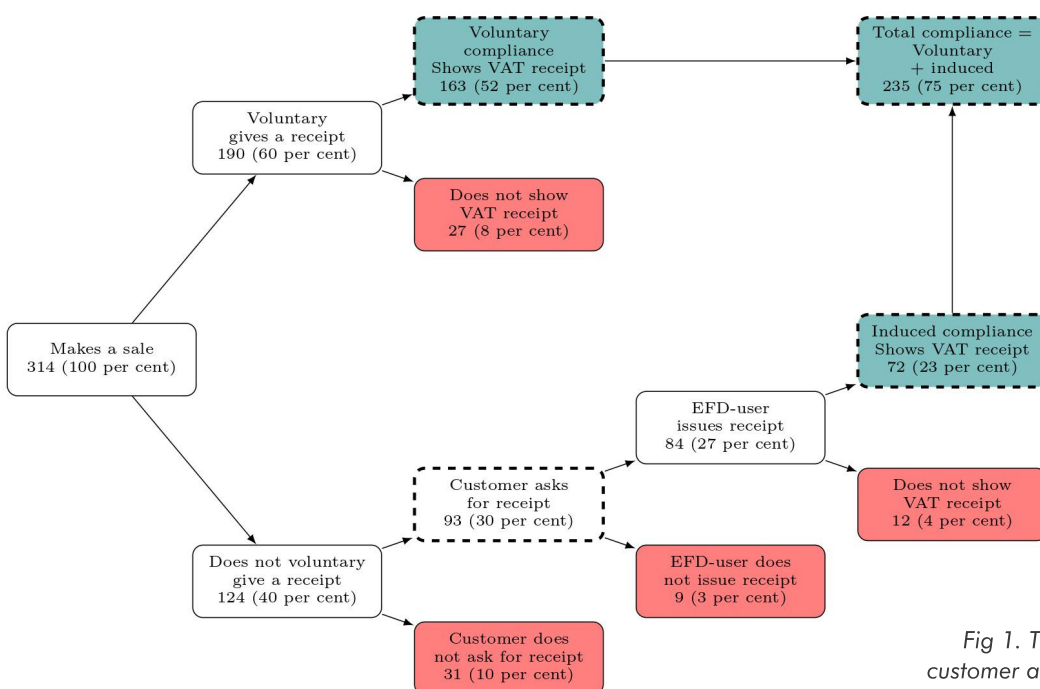 Voluntary
compliance
Shows VAT receipt
163 (52 per cent)
Total compliance =
Voluntary
+ induced
235 (75 per cent)
Voluntary
gives a receipt
190 (60 per cent)
Does not show
VAT receipt
27 (8 per cent)
Makes a sale
314 (100 per cent)
Induced compliance
Shows VAT receipt
72 (23 per cent)
EFD-user
issues receipt
84 (27 per cent)
Customer asks
for receipt
93 (30 per cent)
Does not show
VAT receipt
12 (4 per cent)
Does not voluntary
give a receipt
124 (40 per cent)
EFD-user does
not issue receipt
9 (3 per cent)
Customer does
not ask for receipt
31 (10 per cent)
Fig 1.
customer